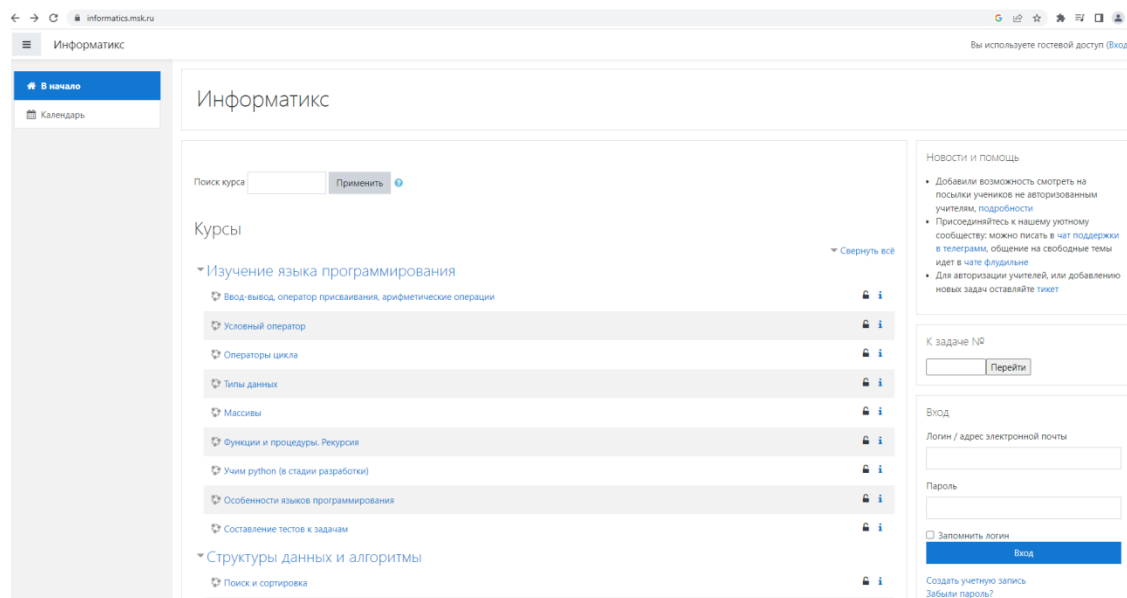 informatics.msk.ru
Информатикс
Вы используете гостевой доступ (Вход
В начало
Календарь
Информатикс
Поиск курса
Применить
Курсы
Свернуть всё
Изучение языка программирования
Ввод-вывод, оператор присваивания, арифметические операции
Условный оператор
Операторы цикла
Типы данных
Массивы
Функции и процедуры. Рекурсия
Учим python (в стадии разработки)
Особенности языков программирования
Составление тестов к задачам
Структуры данных и алгоритмы
Поиск и сортировка
Новости и помощь
Добавили возможность смотреть на
посылки учеников не авторизованным
учителям, подробности
Присоединяйтесь к нашему уютному
сообществу: можно писать в чат поддержки
в телеграмм, общение на свободные темы
идет в чате флудильне
Для авторизации учителей, или добавлению
новых задач оставляйте тикет
К задаче №
Перейти
Вход
Логин / адрес электронной почты
Пароль
Запомнить логин
Вход
Создать учетную запись
Забыли пароль?